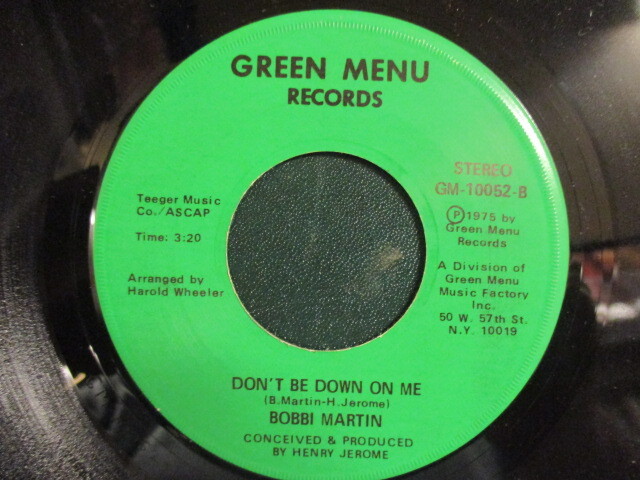 GREEN MENU
RECORDS
Teeger Music
Co./ASCAP
Time: 3:20
Arranged by
Harold Wheeler
STEREO
GM-10052-B
Ⓟ1975 by
Green Menu
Records
A Division of
Green Menu
Music Factory
Inc.
50 W. 57th St.
N.Y. 10019
DON'T BE DOWN ON ME
(B.Martin-H.Jerome)
BOBBI MARTIN
CONCEIVED & PRODUCED
BY HENRY JEROME